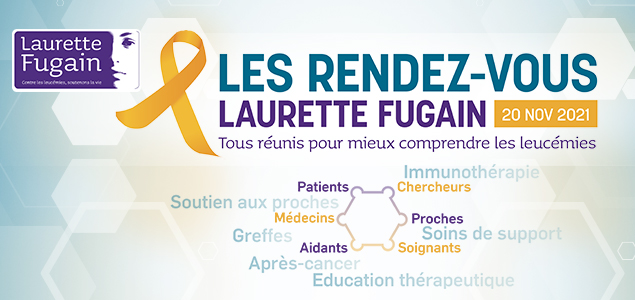 Laurette
Fugain
Contre les leucémies, soutenons la vie
LES RENDEZ-VOUS
LAURETTE FUGAIN 20 NOV 2021
Tous réunis pour mieux comprendre les leucémies
Immunothérapie
Patients Chercheurs
Soutien aux proches
Médecins Proches
Greffes Soins de support
Aidants Soignants
Après-cancer
Education thérapeutique